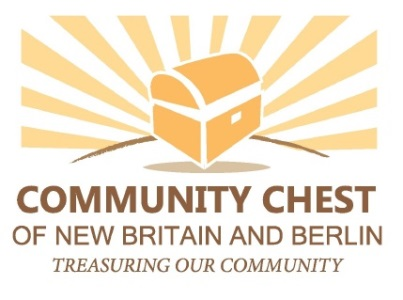 COMMUNITY CHEST
OF NEW BRITAIN AND BERLIN
TREASURING OUR COMMUNITY